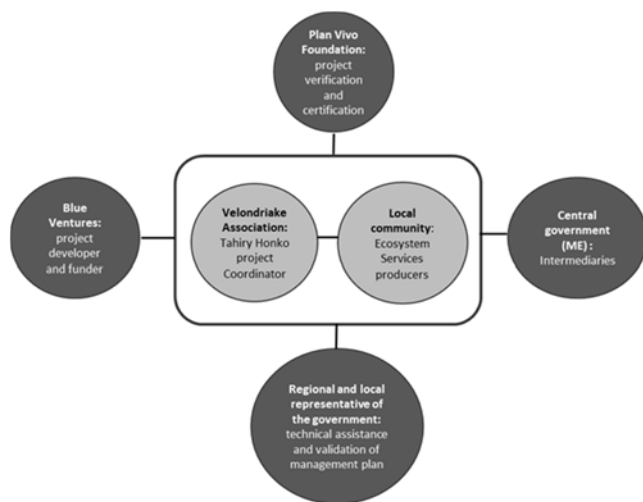 Plan Vivo
Foundation:
project
verification
and
certification
Blue
Ventures:
project
developer
and funder
Velondriake
Association:
Tahiry Honko
project
Coordinator
Local
community:
Ecosystem
Services
producers
Central
government
(ME) :
Intermediaries
Regional and local
representative of
the government:
technical assistance
and validation of
management plan